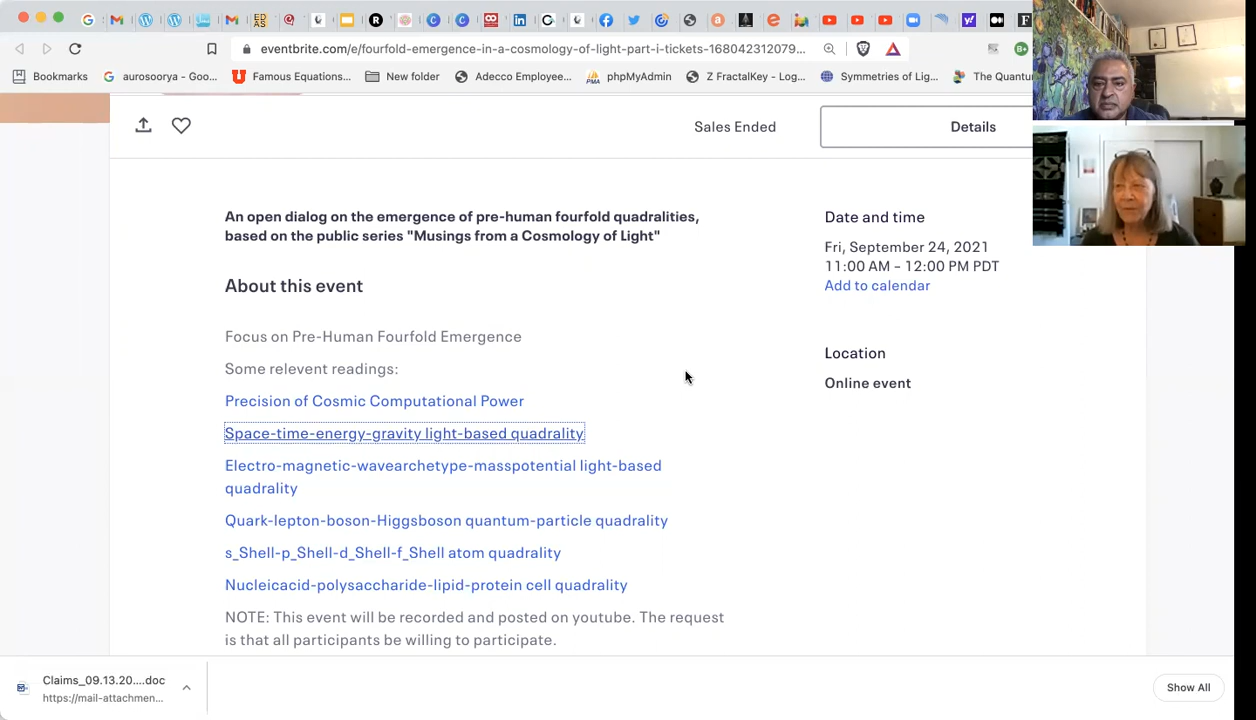 eventbrite.com/e/fourfold-emergence-in-a-cosmology-of-light-part-i-tickets-168042312079...
Bookmarks aurosoorya - Goo... Famous Equations... New folder Adecco Employee... phpMyAdmin Z FractalKey - Log... Symmetries of Lig... The Quantu
Sales Ended
Details
An open dialog on the emergence of pre-human fourfold quadralities,
based on the public series "Musings from a Cosmology of Light"
About this event
Focus on Pre-Human Fourfold Emergence
Some relevent readings:
Precision of Cosmic Computational Power
Space-time-energy-gravity light-based quadrality
Electro-magnetic-wavearchetype-masspotential light-based
quadrality
Quark-lepton-boson-Higgsboson quantum-particle quadrality
s_Shell-p_Shell-d_Shell-f_Shell atom quadrality
Nucleicacid-polysaccharide-lipid-protein cell quadrality
NOTE: This event will be recorded and posted on youtube. The request
is that all participants be willing to participate.
Date and time
Fri, September 24, 2021
11:00 AM – 12:00 PM PDT
Add to calendar
Location
Online event
Claims_09.13.20....doc
https://mail-attachmen...
Show All